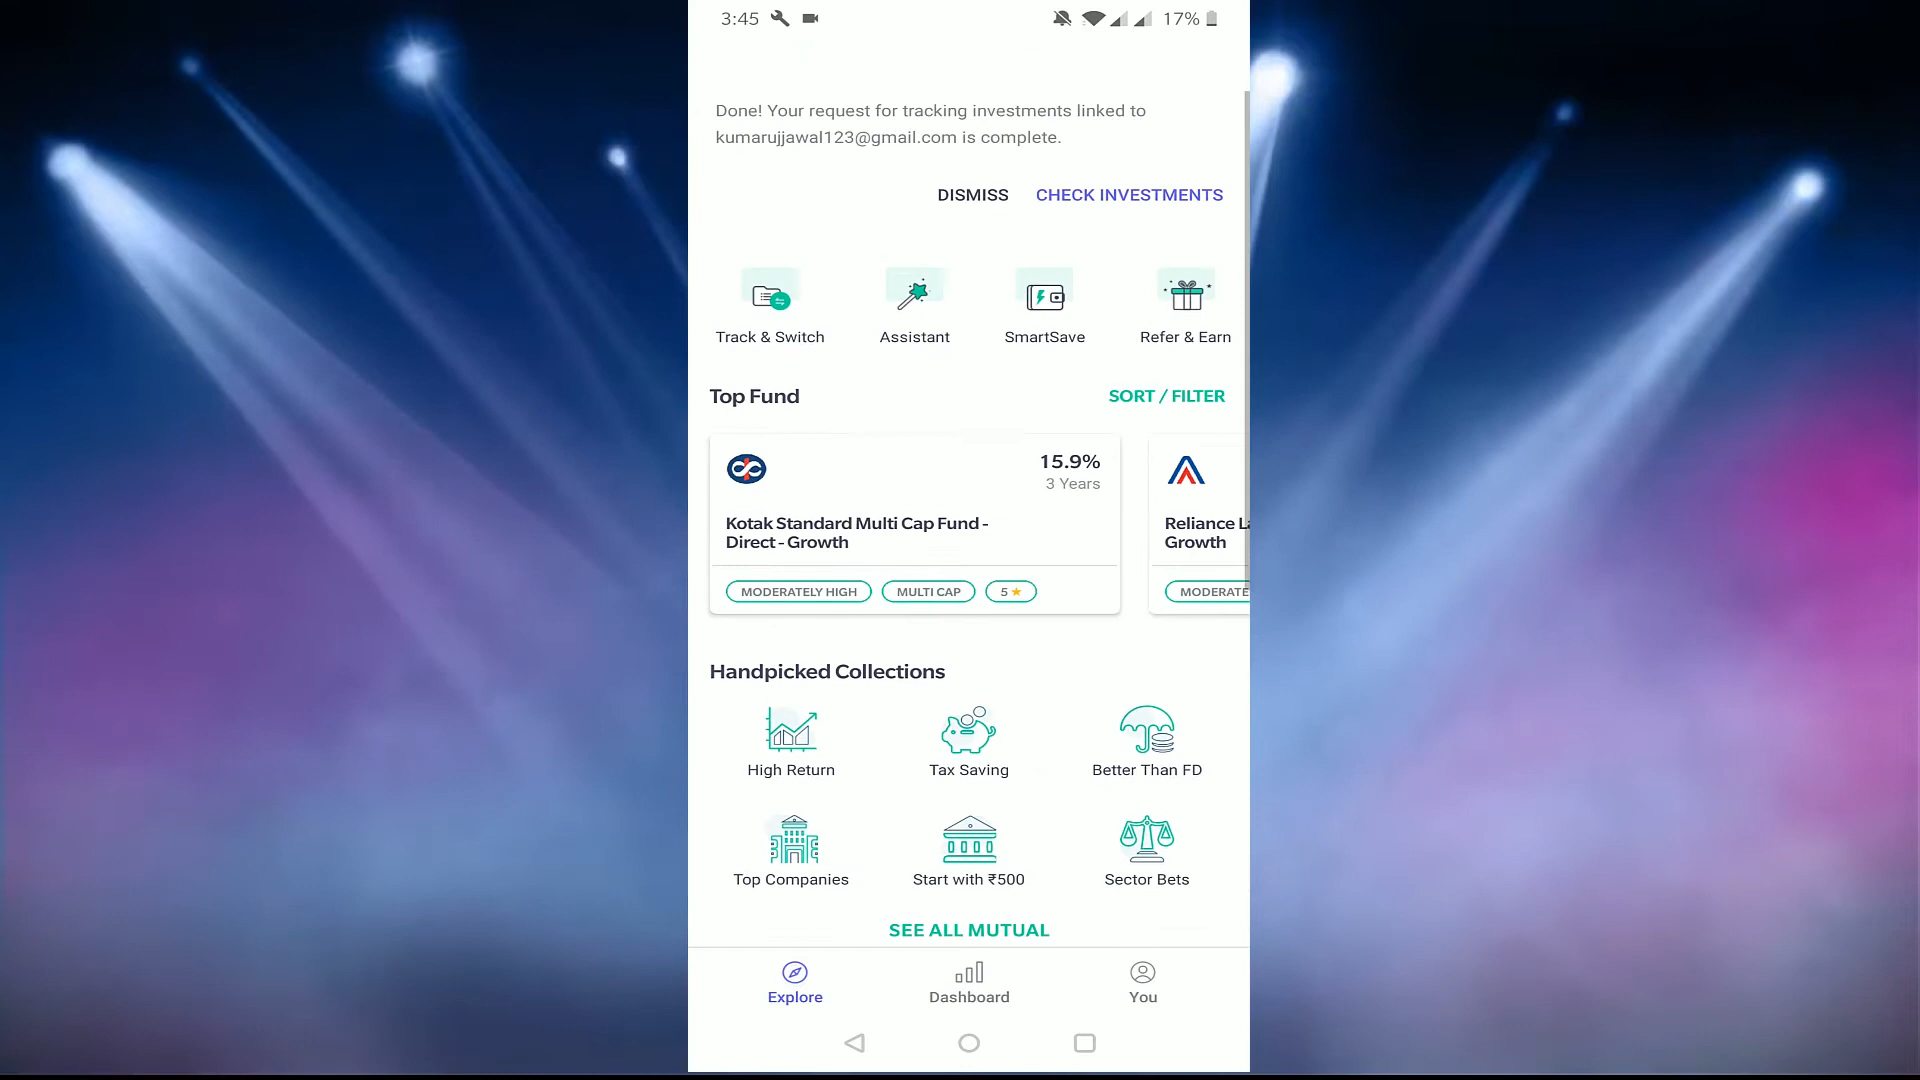 3:45
17%
Done! Your request for tracking investments linked to
kumarujjawal123@gmail.com is complete.
DISMISS CHECK INVESTMENTS
Track & Switch
Assistant
SmartSave
Refer & Earn
Top Fund
SORT / FILTER
15.9%
3 Years
Kotak Standard Multi Cap Fund -
Direct - Growth
MODERATELY HIGH
MULTI CAP
5 ★
Reliance
Growth
Handpicked Collections
High Return
Tax Saving
Better Than FD
Top Companies
Start with ₹500
Sector Bets
SEE ALL MUTUAL
Explore
Dashboard
You